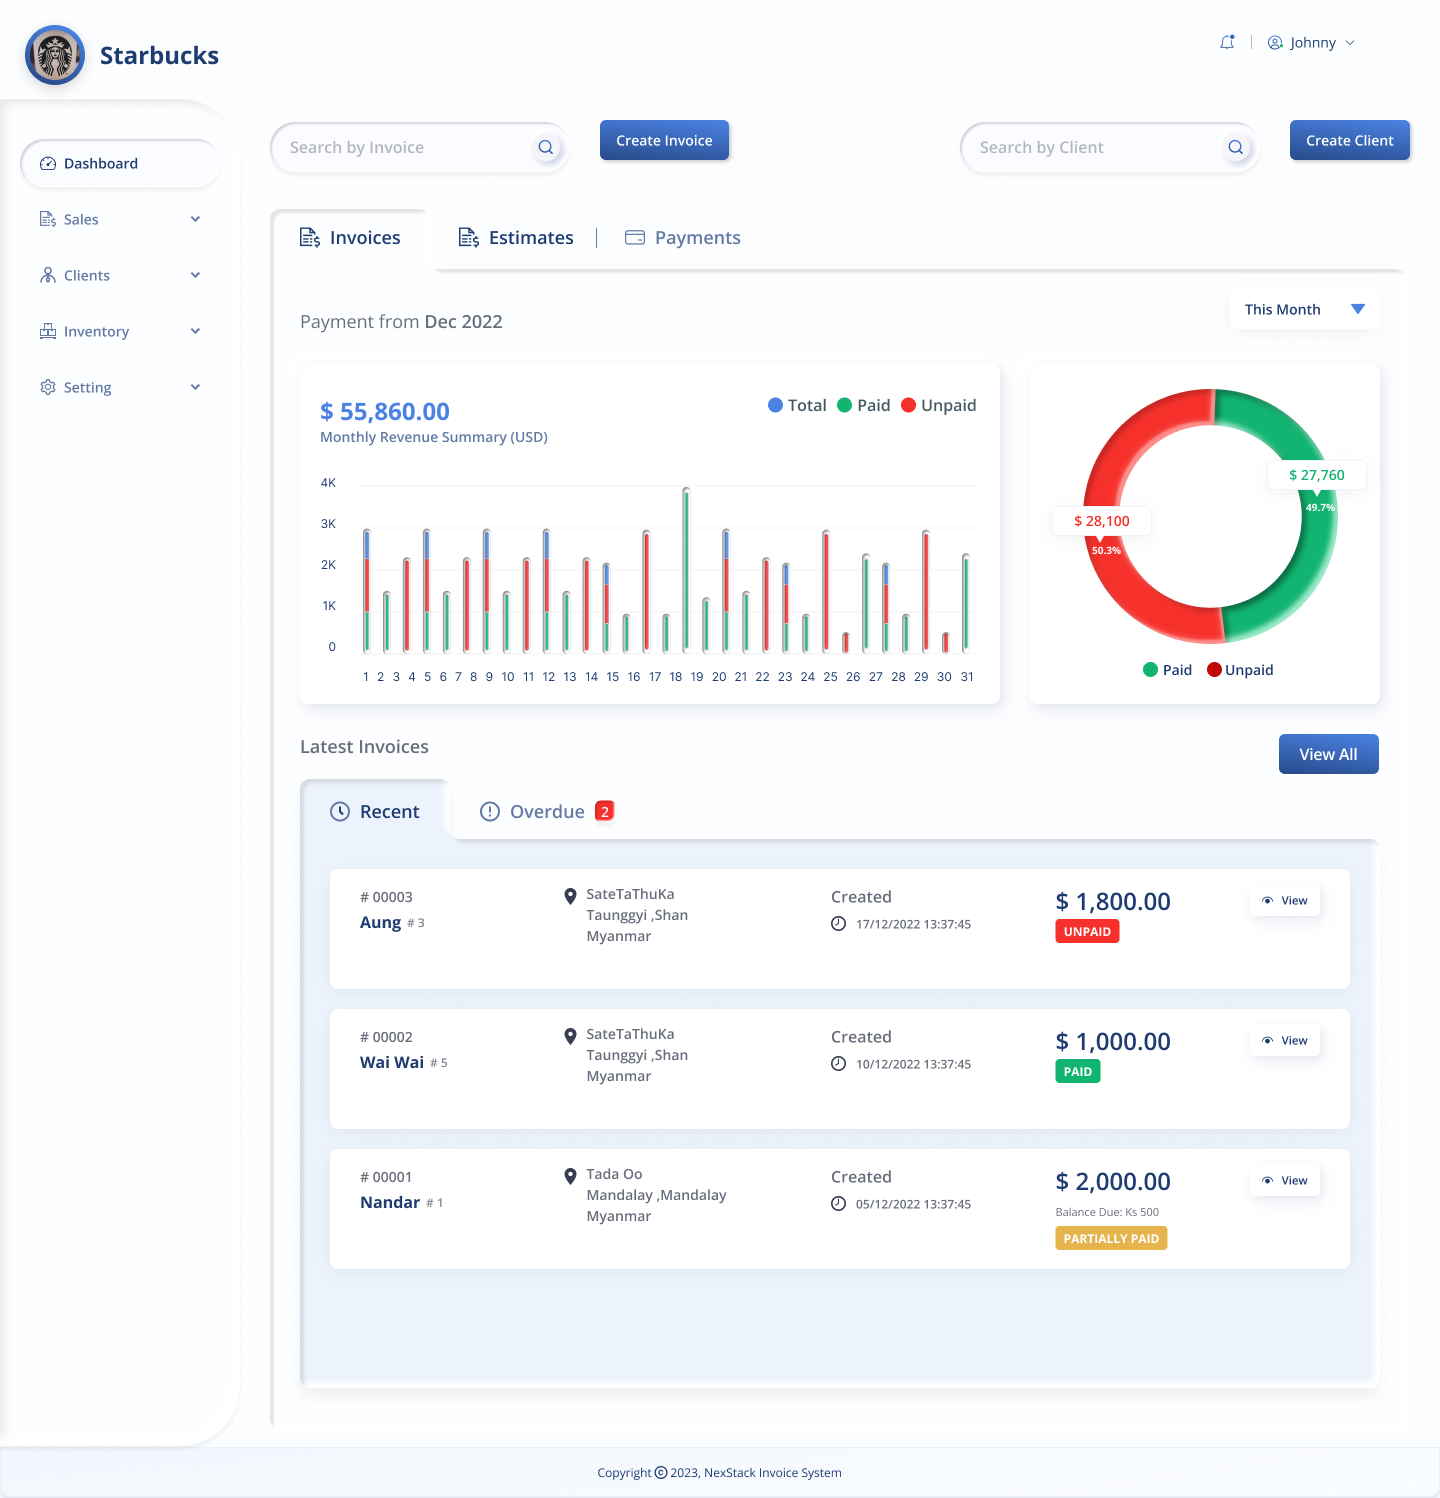 Starbucks
Johnny
Dashboard
Sales
Clients
Inventory
Setting
Search by Invoice
Create Invoice
Search by Client
Create Client
Invoices
Estimates
Payments
Payment from Dec 2022
This Month
$ 55,860.00
Monthly Revenue Summary (USD)
Total Paid Unpaid
4K
3K
2K
1K
0
1 2 3 4 5 6 7 8 9 10 11 12 13 14 15 16 17 18 19 20 21 22 23 24 25 26 27 28 29 30 31
$ 27,760
49.7%
$ 28,100
50.3%
Paid Unpaid
Latest Invoices
View All
Recent
Overdue 2
# 00003
Aung # 3
SateTaThuKa
Taunggyi ,Shan
Myanmar
Created
17/12/2022 13:37:45
$ 1,800.00
UNPAID
View
# 00002
Wai Wai # 5
SateTaThuKa
Taunggyi ,Shan
Myanmar
Created
10/12/2022 13:37:45
$ 1,000.00
PAID
View
# 00001
Nandar # 1
Tada Oo
Mandalay ,Mandalay
Myanmar
Created
05/12/2022 13:37:45
$ 2,000.00
Balance Due: Ks 500
PARTIALLY PAID
View
Copyright © 2023, NexStack Invoice System